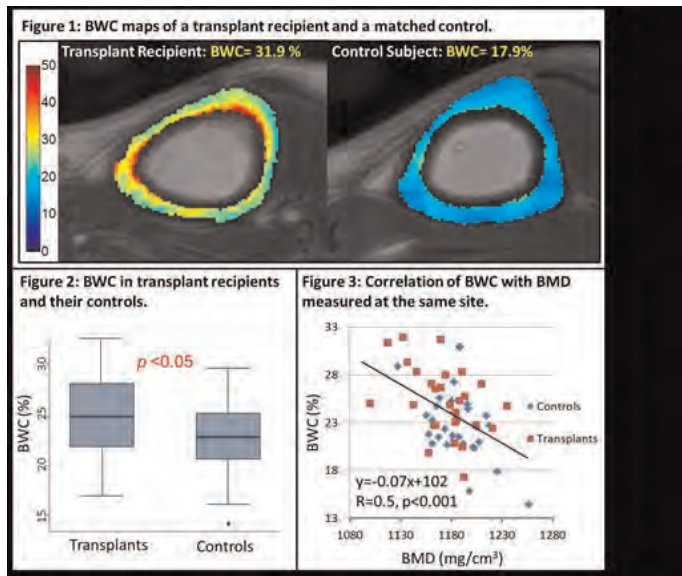 Figure 1: BWC maps of a transplant recipient and a matched control.
Transplant Recipient: BWC= 31.9 %
Control Subject: BWC= 17.9%
50
40
30
20
10
0
Figure 2: BWC in transplant recipients
and their controls.
p <0.05
BWC (%)
30
25
20
15
Transplants
Controls
Figure 3: Correlation of BWC with BMD
measured at the same site.
BWC (%)
33
28
23
18
13
Controls
Transplants
y=-0.07x+102
R=0.5, p<0.001
1080
1130
1180
1230
1280
BMD (mg/cm³)